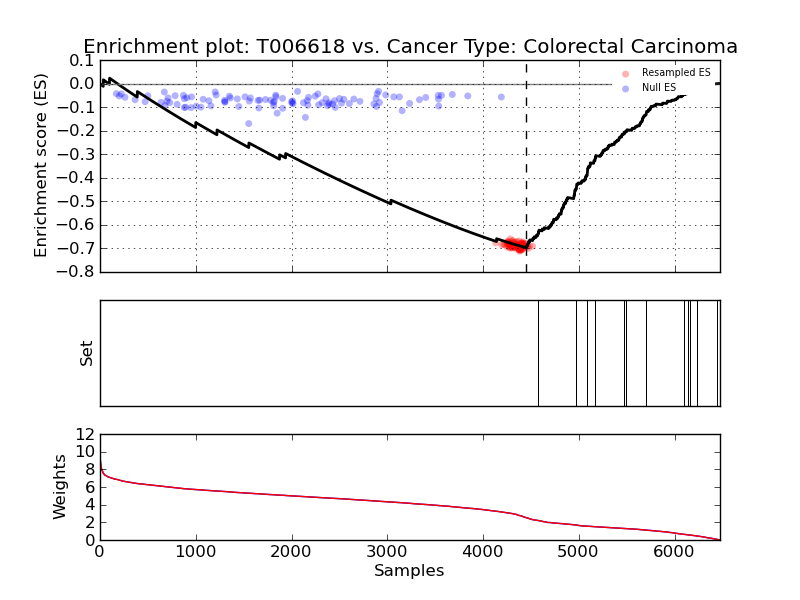 Enrichment plot: T006618 vs. Cancer Type: Colorectal Carcinoma
Enrichment score (ES)
0.1
0.0
−0.1
−0.2
−0.3
−0.4
−0.5
−0.6
−0.7
−0.8
Resampled ES
Null ES
Set
Weights
12
10
8
6
4
2
0
0 1000 2000 3000 4000 5000 6000
Samples